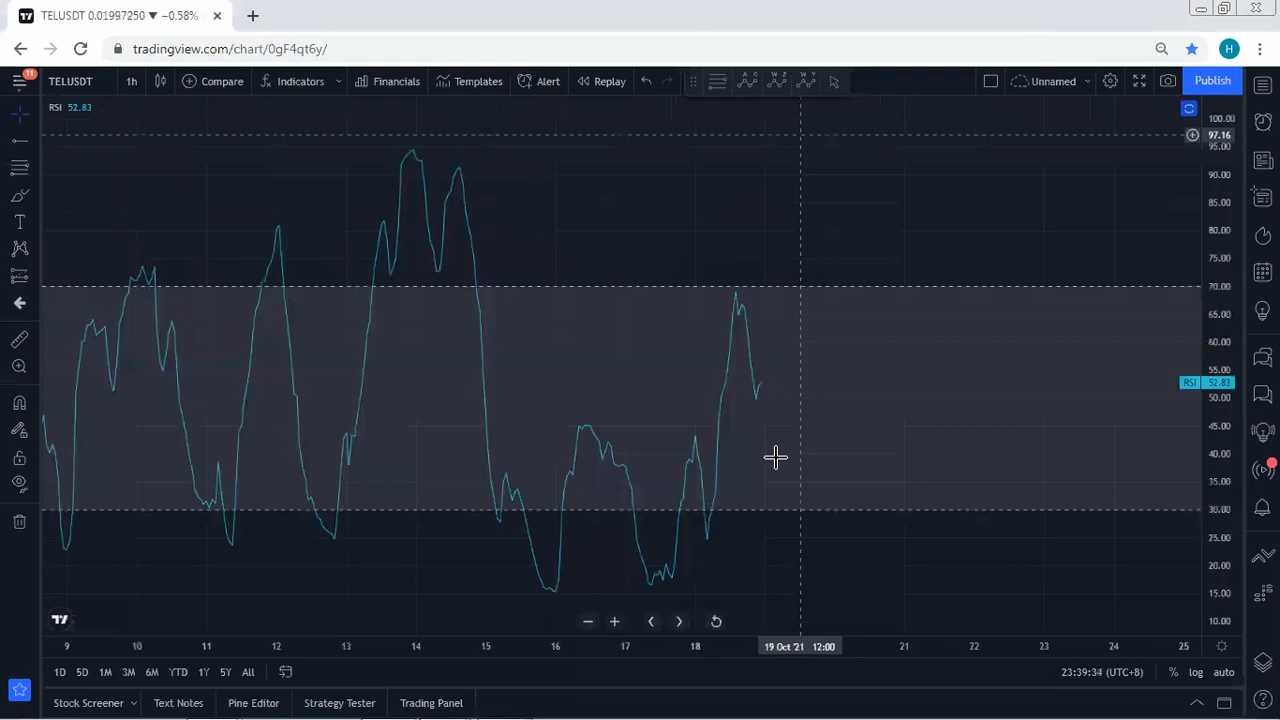 TELUSDT 0.01997250 ▼ −0.58%
tradingview.com/chart/0gF4qt6y/
H
11
TELUSDT 1h Compare Indicators Financials Templates Alert Replay Unnamed Publish
RSI 52.83
100.00
97.16
95.00
90.00
85.00
80.00
75.00
70.00
65.00
60.00
55.00
RSI 52.83
50.00
45.00
40.00
35.00
30.00
25.00
20.00
15.00
10.00
9 10 11 12 13 14 15 16 17 18 19 Oct '21 12:00 21 22 23 24 25
1D 5D 1M 3M 6M YTD 1Y 5Y All 23:39:34 (UTC+8) % log auto
Stock Screener Text Notes Pine Editor Strategy Tester Trading Panel